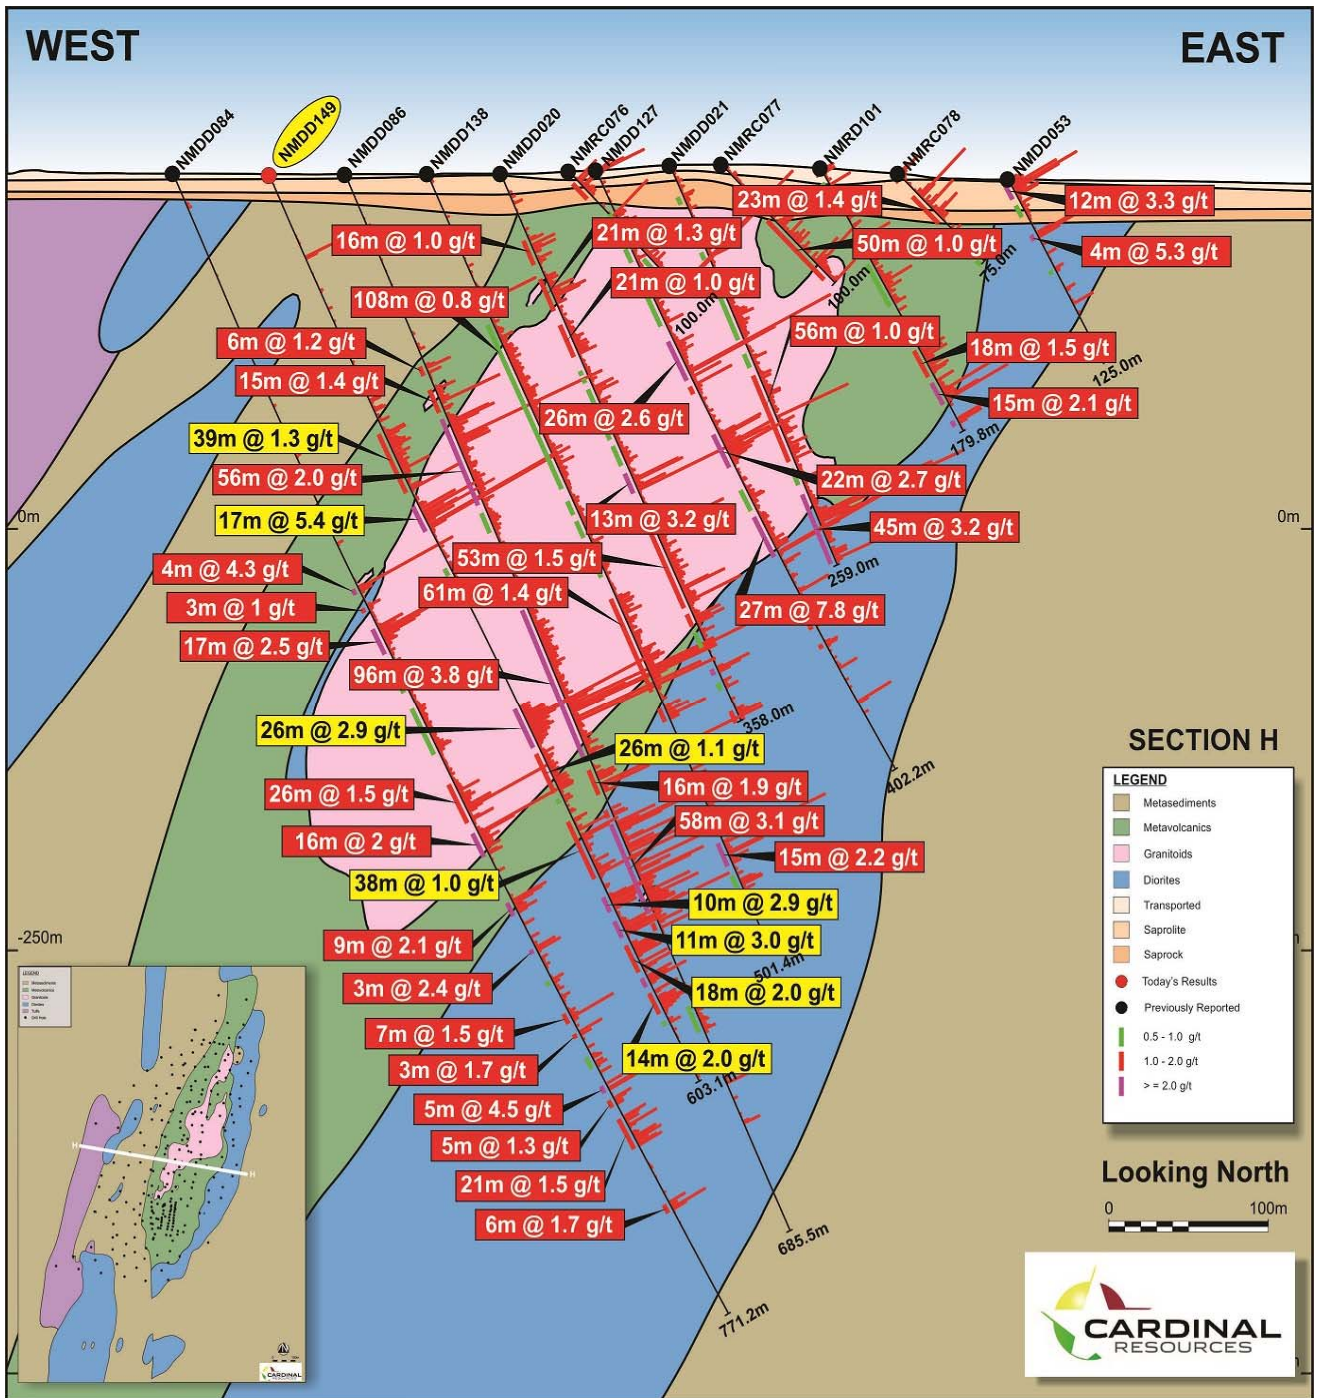 WEST
EAST
NMDD084
NMDD149
NMDD086
NMDD138
NMDD020
NMRC076
NMDD127
NMDD021
NMRC077
NMRD101
NMRC078
NMDD053
23m @ 1.4 g/t
12m @ 3.3 g/t
16m @ 1.0 g/t
21m @ 1.3 g/t
50m @ 1.0 g/t
4m @ 5.3 g/t
75.0m
21m @ 1.0 g/t
100.0m
108m @ 0.8 g/t
100.0m
6m @ 1.2 g/t
56m @ 1.0 g/t
18m @ 1.5 g/t
125.0m
15m @ 1.4 g/t
15m @ 2.1 g/t
26m @ 2.6 g/t
39m @ 1.3 g/t
179.8m
56m @ 2.0 g/t
22m @ 2.7 g/t
0m
17m @ 5.4 g/t
13m @ 3.2 g/t
45m @ 3.2 g/t
0m
53m @ 1.5 g/t
4m @ 4.3 g/t
259.0m
61m @ 1.4 g/t
3m @ 1 g/t
27m @ 7.8 g/t
17m @ 2.5 g/t
96m @ 3.8 g/t
358.0m
26m @ 2.9 g/t
26m @ 1.1 g/t
402.2m
26m @ 1.5 g/t
16m @ 1.9 g/t
58m @ 3.1 g/t
16m @ 2 g/t
15m @ 2.2 g/t
38m @ 1.0 g/t
10m @ 2.9 g/t
-250m
9m @ 2.1 g/t
11m @ 3.0 g/t
501.4m
3m @ 2.4 g/t
18m @ 2.0 g/t
7m @ 1.5 g/t
14m @ 2.0 g/t
3m @ 1.7 g/t
603.1m
5m @ 4.5 g/t
5m @ 1.3 g/t
21m @ 1.5 g/t
6m @ 1.7 g/t
685.5m
771.2m
SECTION H
LEGEND
Metasediments
Metavolcanics
Granitoids
Diorites
Transported
Saprolite
Saprock
Today's Results
Previously Reported
0.5 - 1.0 g/t
1.0 - 2.0 g/t
> = 2.0 g/t
Looking North
0 100m
CARDINAL
RESOURCES
LEGEND
Metasediments
Metavolcanics
Granitoids
Diorites
Tuffs
H
H
CARDINAL